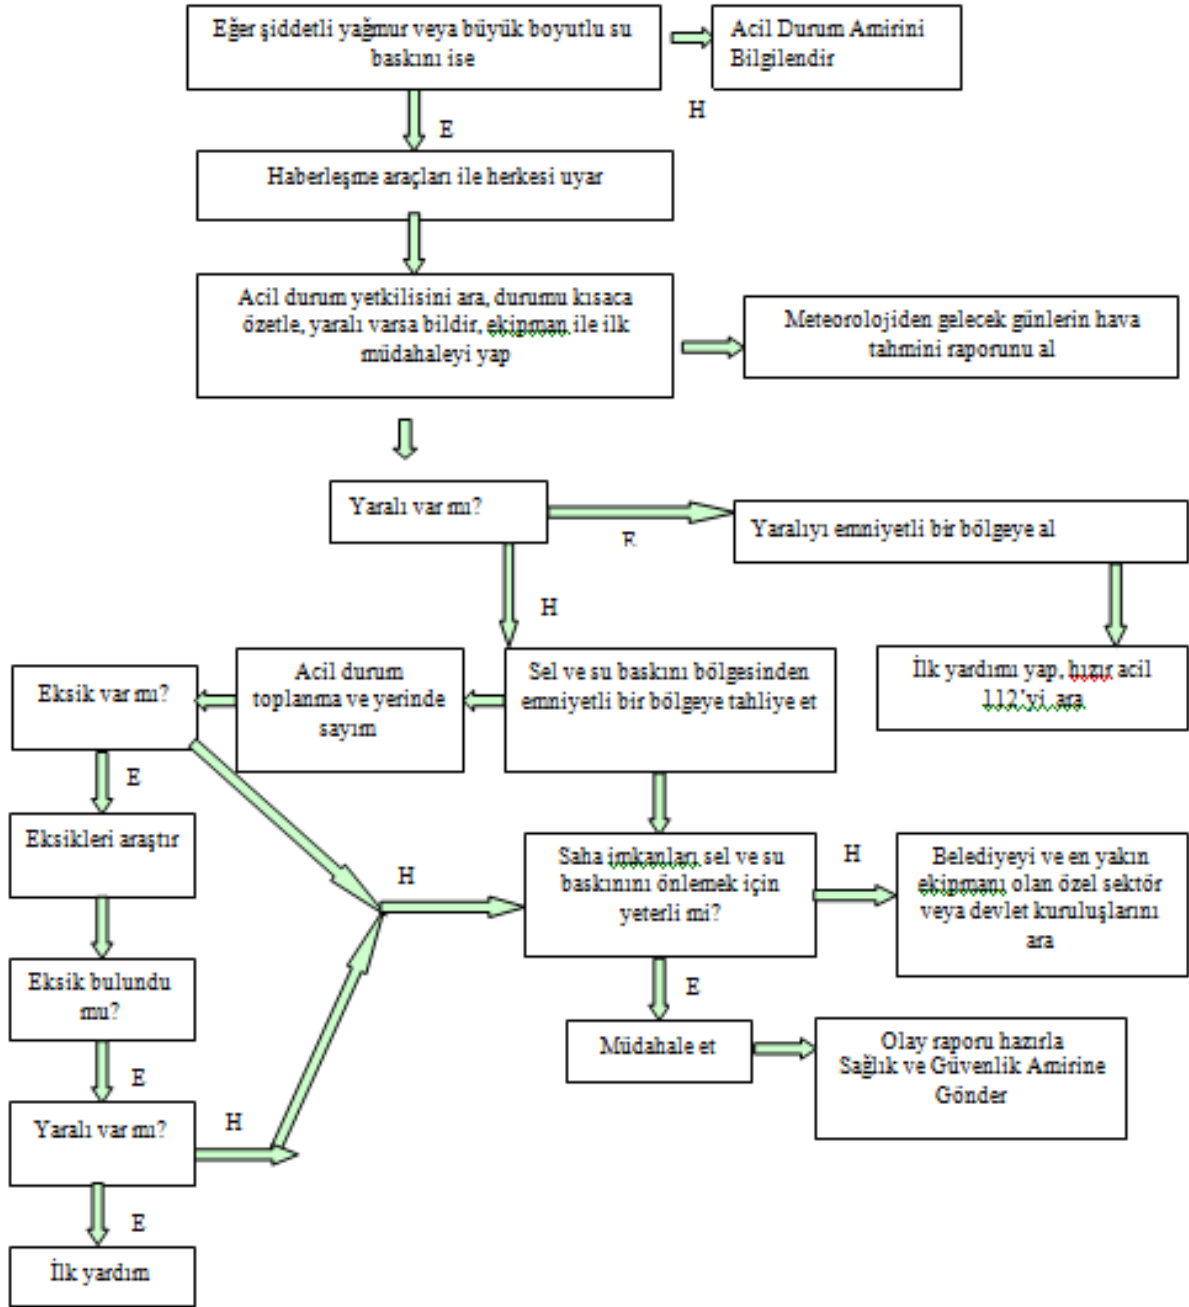 Eğer şiddetli yağmur veya büyük boyutlu su
baskını ise
Acil Durum Amirini
Bilgilendir
H
E
Haberleşme araçları ile herkesi uyar
Acil durum yetkilisini ara, durumu kısaca
özetle, yaralı varsa bildir, ekipman ile ilk
müdahaleyi yap
Meteorolojiden gelecek günlerin hava
tahmini raporunu al
Yaralı var mı?
E
Yaralıyı emniyetli bir bölgeye al
H
İlk yardımı yap, hızır acil
112'yi ara
Sel ve su baskını bölgesinden
emniyetli bir bölgeye tahliye et
Acil durum
toplanma ve yerinde
sayım
Eksik var mı?
E
Eksikleri araştır
H
Saha imkanları sel ve su
baskınını önlemek için
yeterli mi?
H
Belediyeyi ve en yakın
ekipmanı olan özel sektör
veya devlet kuruluşlarını
ara
Eksik bulundu
mu?
E
E
Müdahale et
Olay raporu hazırla
Sağlık ve Güvenlik Amirine
Gönder
Yaralı var mı?
H
E
İlk yardım